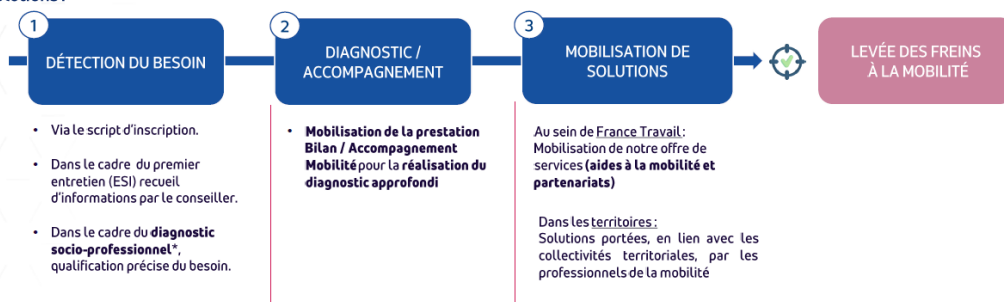 1
DÉTECTION DU BESOIN
2
DIAGNOSTIC /
ACCOMPAGNEMENT
3
MOBILISATION DE
SOLUTIONS
LEVÉE DES FREINS
À LA MOBILITÉ
• Via le script d'inscription.
• Dans le cadre du premier
entretien (ESI) recueil
d'informations par le conseiller.
• Dans le cadre du diagnostic
socio-professionnel*,
qualification précise du besoin.
• Mobilisation de la prestation
Bilan / Accompagnement
Mobilité pour la réalisation du
diagnostic approfondi
Au sein de France Travail :
Mobilisation de notre offre de
services (aides à la mobilité et
partenariats)
Dans les territoires :
Solutions portées, en lien avec les
collectivités territoriales, par les
professionnels de la mobilité